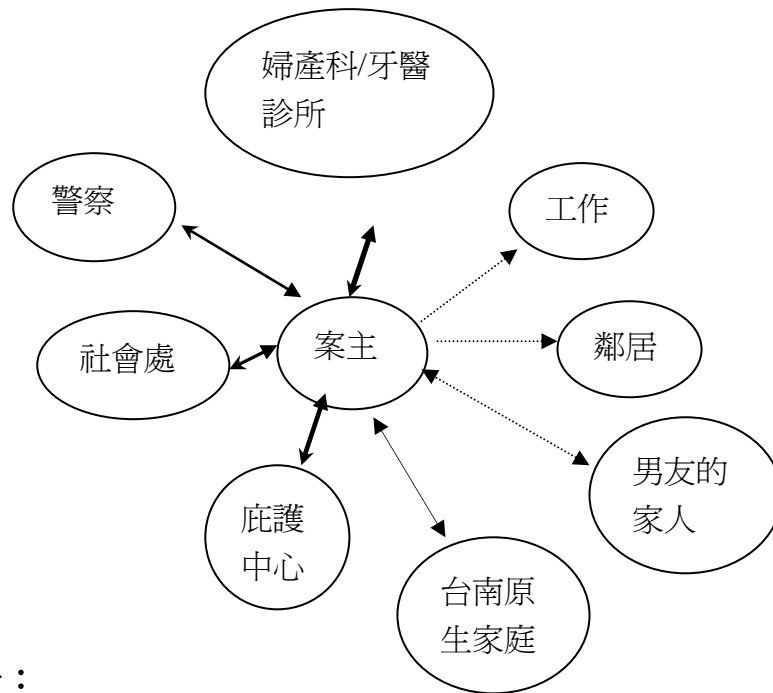 婦產科/牙醫
診所
警察
工作
社會處
案主
鄰居
男友的
家人
庇護
中心
台南原
生家庭
：